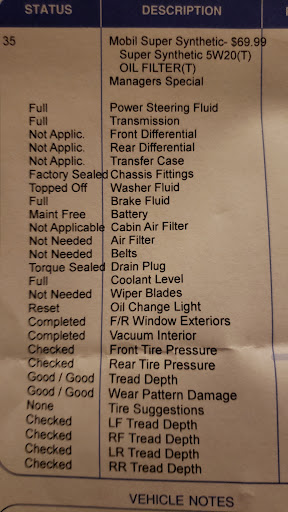 STATUS DESCRIPTION
35 Mobil Super Synthetic- $69.99
Super Synthetic 5W20(T)
OIL FILTER(T)
Managers Special
Full Power Steering Fluid
Full Transmission
Not Applic. Front Differential
Not Applic. Rear Differential
Not Applic. Transfer Case
Factory Sealed Chassis Fittings
Topped Off Washer Fluid
Full Brake Fluid
Maint Free Battery
Not Applicable Cabin Air Filter
Not Needed Air Filter
Not Needed Belts
Torque Sealed Drain Plug
Full Coolant Level
Not Needed Wiper Blades
Reset Oil Change Light
Completed F/R Window Exteriors
Completed Vacuum Interior
Checked Front Tire Pressure
Checked Rear Tire Pressure
Good / Good Tread Depth
Good / Good Wear Pattern Damage
None Tire Suggestions
Checked LF Tread Depth
Checked RF Tread Depth
Checked LR Tread Depth
Checked RR Tread Depth
VEHICLE NOTES